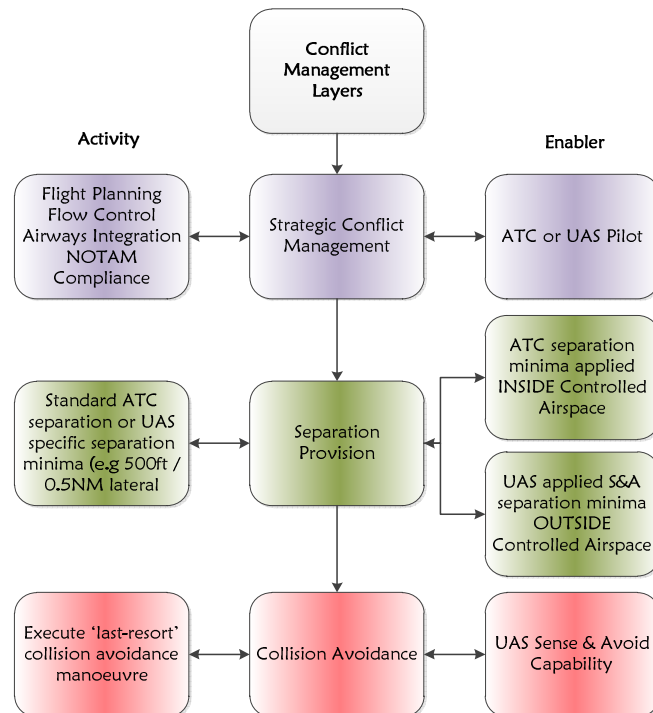 Conflict
Management
Layers
Activity
Enabler
Flight Planning
Flow Control
Airways Integration
NOTAM
Compliance
Strategic Conflict
Management
ATC or UAS Pilot
Standard ATC
separation or UAS
specific separation
minima (e.g 500ft /
0.5NM lateral
Separation
Provision
ATC separation
minima applied
INSIDE Controlled
Airspace
UAS applied S&A
separation minima
OUTSIDE
Controlled Airspace
Execute ‘last-resort’
collision avoidance
manoeuvre
Collision Avoidance
UAS Sense & Avoid
Capability